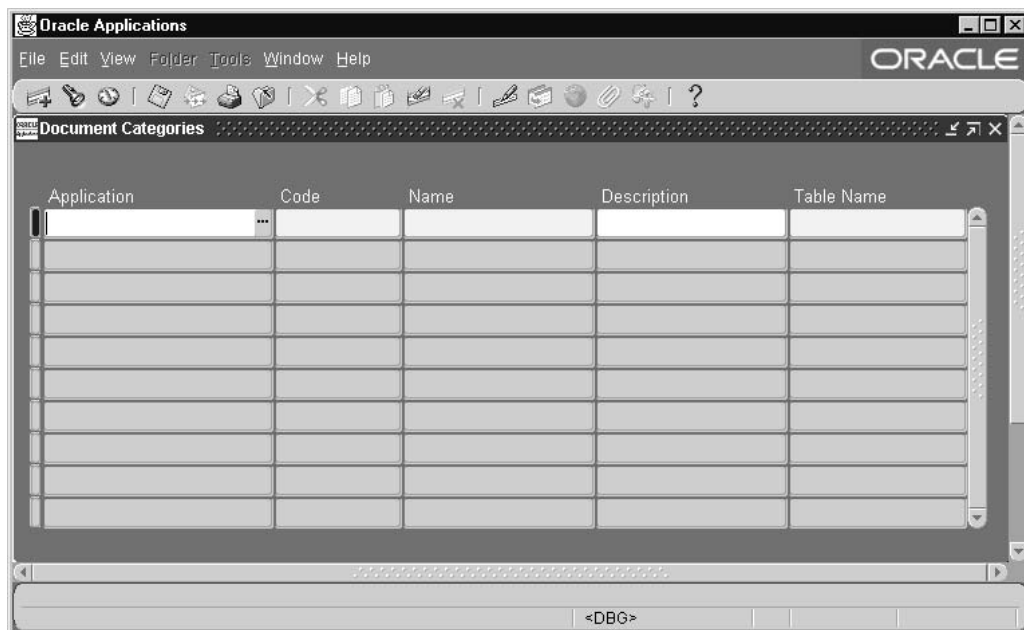 Oracle Applications
File Edit View Folder Tools Window Help
ORACLE
?
Document Categories
Application Code Name Description Table Name
...
<DBG>